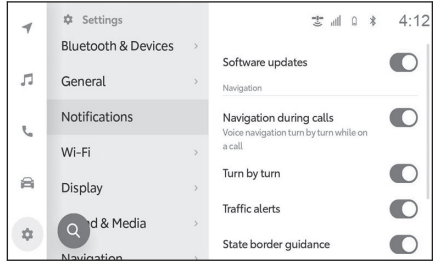 Settings
4:12
Bluetooth & Devices
General
Notifications
Wi-Fi
Display
d & Media
Navigation
Software updates
Navigation
Navigation during calls
Voice navigation turn by turn while on
a call
Turn by turn
Traffic alerts
State border guidance